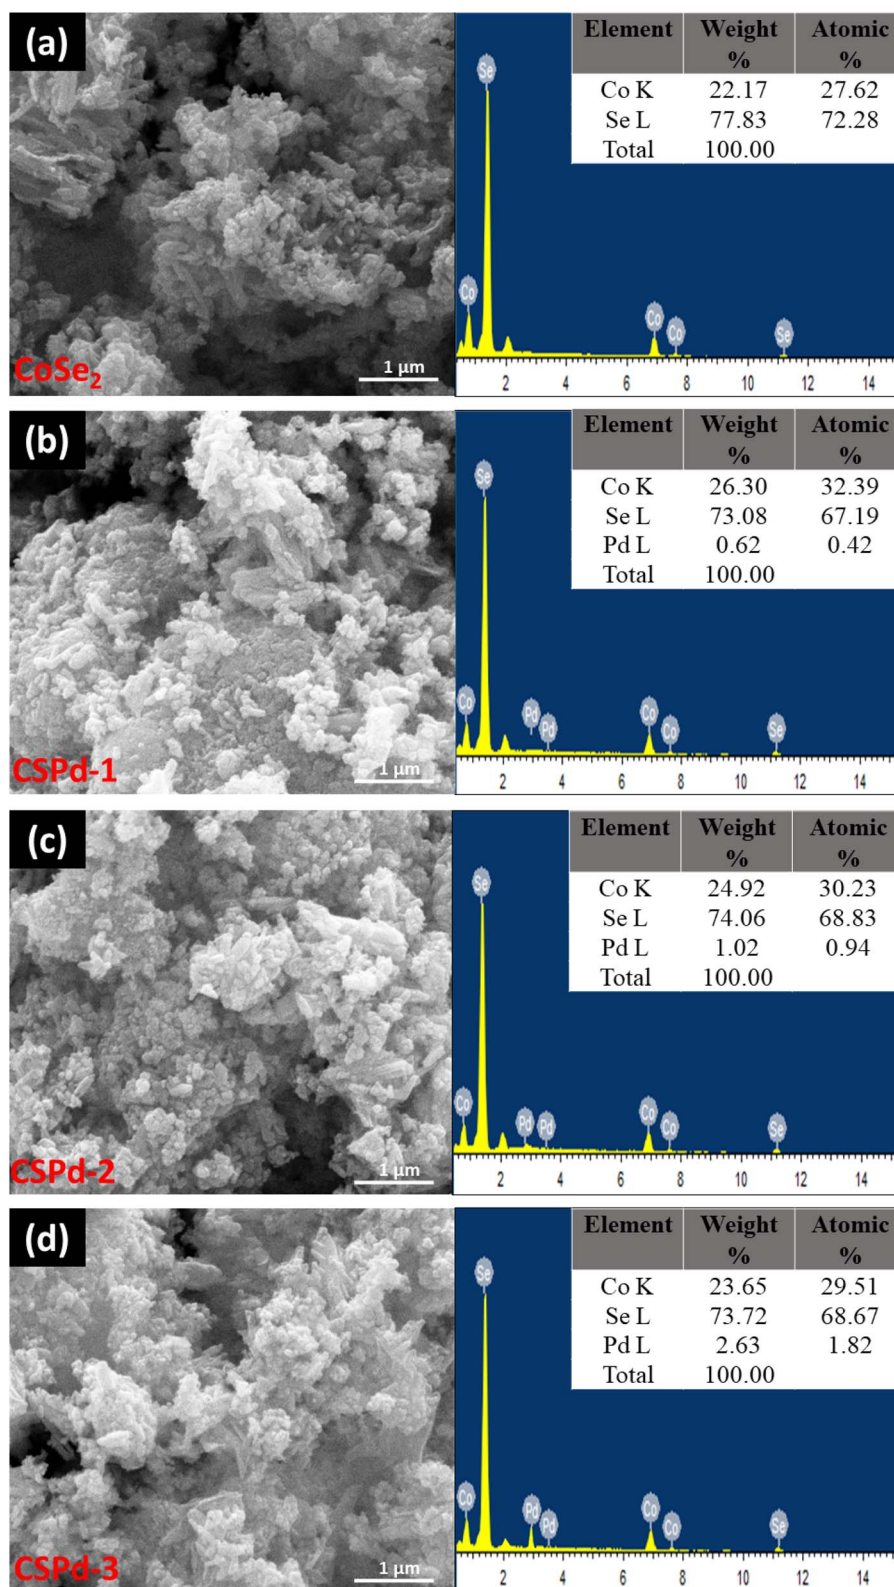 (a)
CoSe₂
1 µm
Element Weight % Atomic %
Co K 22.17 27.62
Se L 77.83 72.28
Total 100.00
Se
Co Co Co Se
2 4 6 8 10 12 14
(b)
CSPd-1
1 µm
Element Weight % Atomic %
Co K 26.30 32.39
Se L 73.08 67.19
Pd L 0.62 0.42
Total 100.00
Se
Co Pd Pd Co Co Se
2 4 6 8 10 12 14
(c)
CSPd-2
1 µm
Element Weight % Atomic %
Co K 24.92 30.23
Se L 74.06 68.83
Pd L 1.02 0.94
Total 100.00
Se
Co Pd Pd Co Co Se
2 4 6 8 10 12 14
(d)
CSPd-3
1 µm
Element Weight % Atomic %
Co K 23.65 29.51
Se L 73.72 68.67
Pd L 2.63 1.82
Total 100.00
Se
Co Pd Pd Co Co Se
2 4 6 8 10 12 14